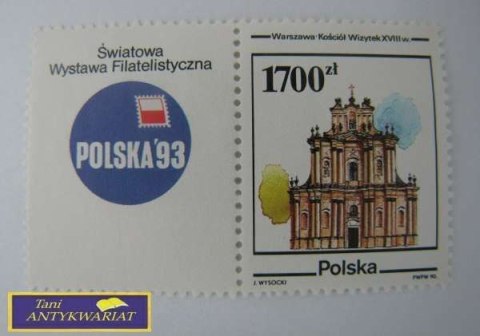 Światowa
Wystawa Filatelistyczna
POLSKA'93
Warszawa-Kościół Wizytek XVIII w.
1700 zł
Polska
J. WYSOCKI
PWPW 90.
Tani
ANTYKWARIAT